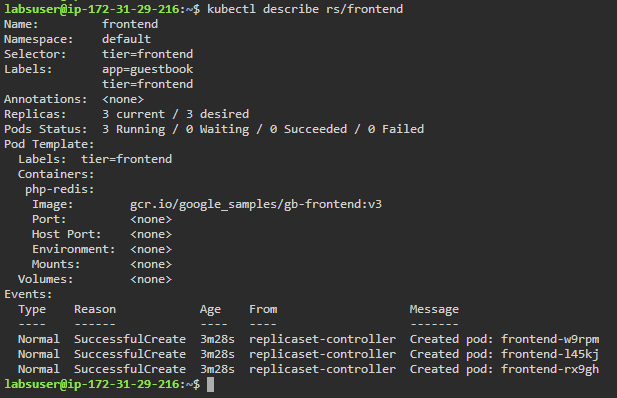 labsuser@ip-172-31-29-216:~$ kubectl describe rs/frontend
Name:         frontend
Namespace:    default
Selector:     tier=frontend
Labels:       app=guestbook
              tier=frontend
Annotations:  <none>
Replicas:     3 current / 3 desired
Pods Status:  3 Running / 0 Waiting / 0 Succeeded / 0 Failed
Pod Template:
  Labels:  tier=frontend
  Containers:
   php-redis:
    Image:        gcr.io/google_samples/gb-frontend:v3
    Port:         <none>
    Host Port:    <none>
    Environment:  <none>
    Mounts:       <none>
  Volumes:        <none>
Events:
  Type    Reason            Age    From                   Message
  ----    ------            ----   ----                   -------
  Normal  SuccessfulCreate  3m28s  replicaset-controller  Created pod: frontend-w9rpm
  Normal  SuccessfulCreate  3m28s  replicaset-controller  Created pod: frontend-l45kj
  Normal  SuccessfulCreate  3m28s  replicaset-controller  Created pod: frontend-rx9gh
labsuser@ip-172-31-29-216:~$